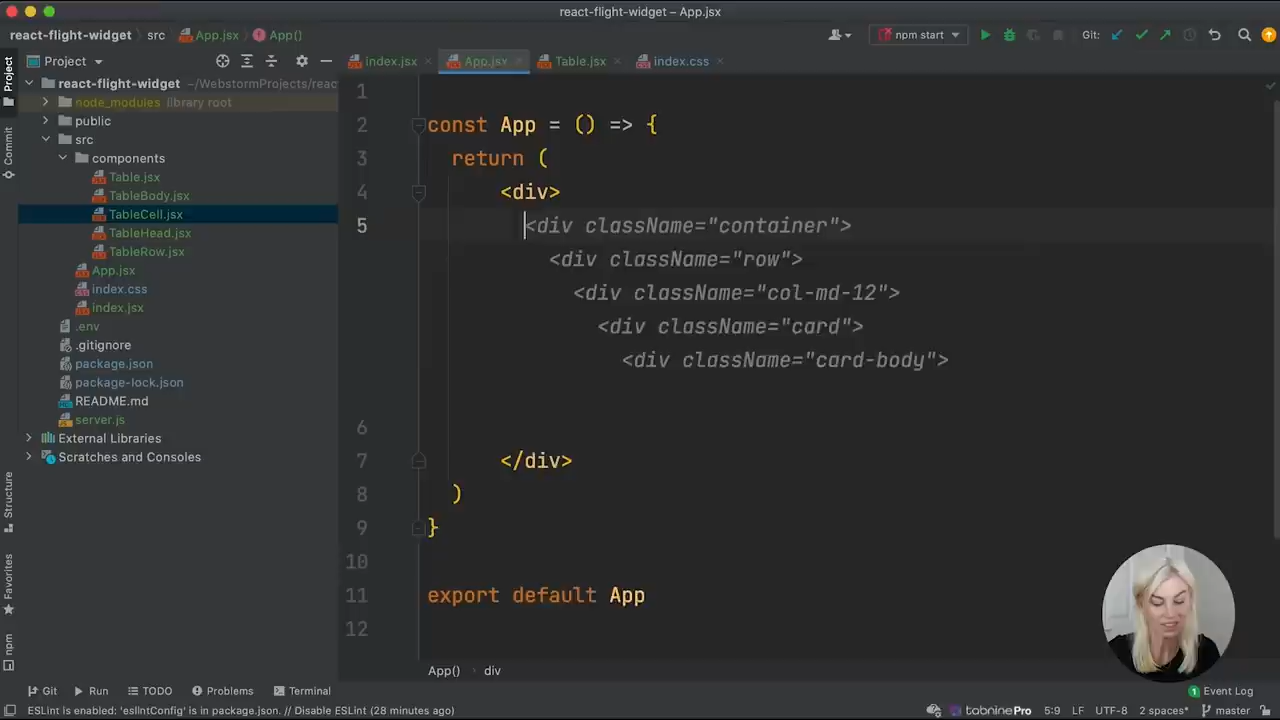 react-flight-widget – App.jsx
react-flight-widget
src
App.jsx
App()
npm start
Git:
Project
index.jsx
App.jsx
Table.jsx
index.css
react-flight-widget ~/WebstormProjects/reac
node_modules library root
public
src
components
Table.jsx
TableBody.jsx
TableCell.jsx
TableHead.jsx
TableRow.jsx
App.jsx
index.css
index.jsx
.env
.gitignore
package.json
package-lock.json
README.md
server.js
External Libraries
Scratches and Consoles
Project
Commit
Structure
Favorites
npm
1
2 const App = () => {
3 return (
4 <div>
5 <div className="container">
<div className="row">
<div className="col-md-12">
<div className="card">
<div className="card-body">
6
7 </div>
8 )
9 }
10
11 export default App
12
App() › div
Git Run TODO Problems Terminal
1 Event Log
ESLint is enabled: 'eslintConfig' is in package.json. // Disable ESLint (28 minutes ago)
tabninePro 5:9 LF UTF-8 2 spaces* master